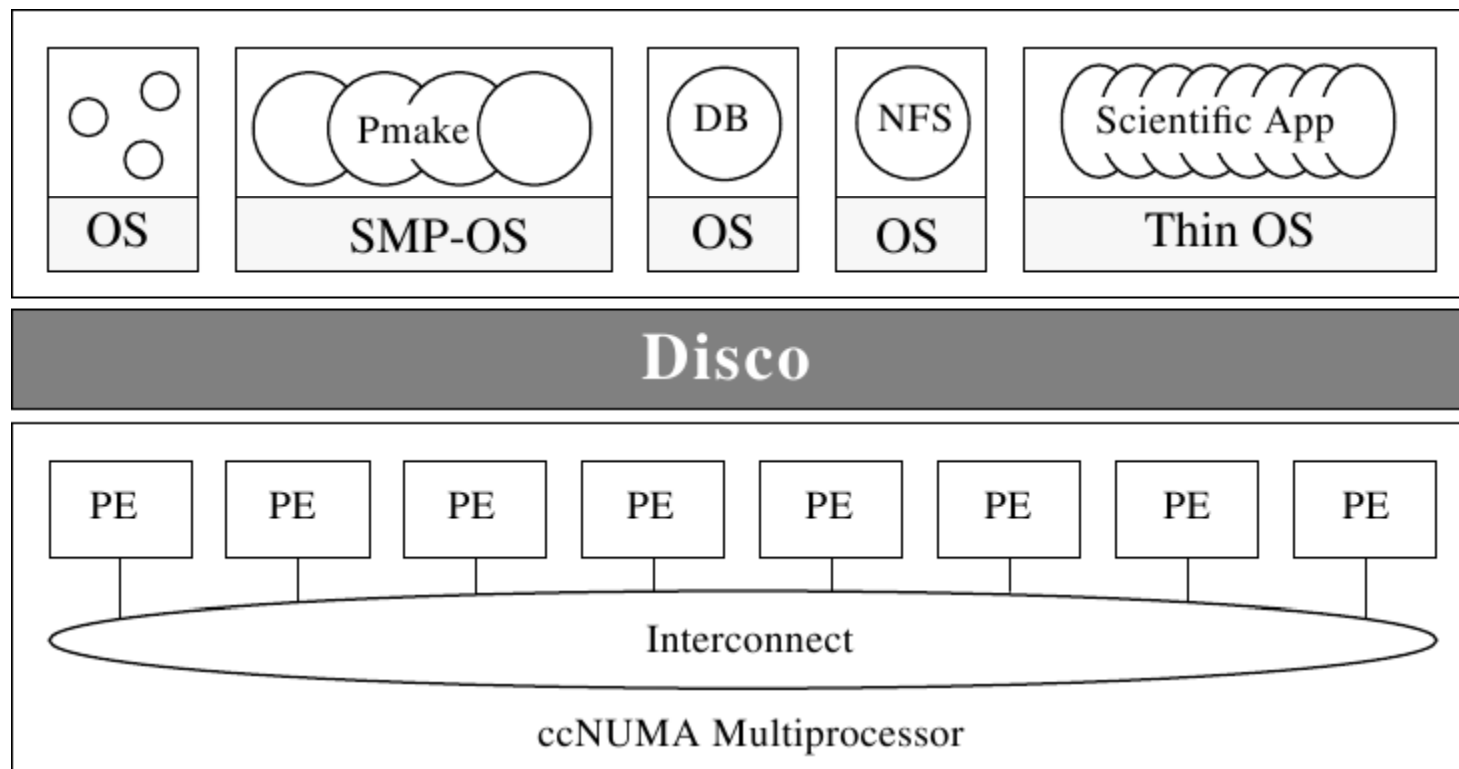 Pmake DB NFS Scientific App
OS SMP-OS OS OS Thin OS
Disco
PE PE PE PE PE PE PE PE
Interconnect
ccNUMA Multiprocessor